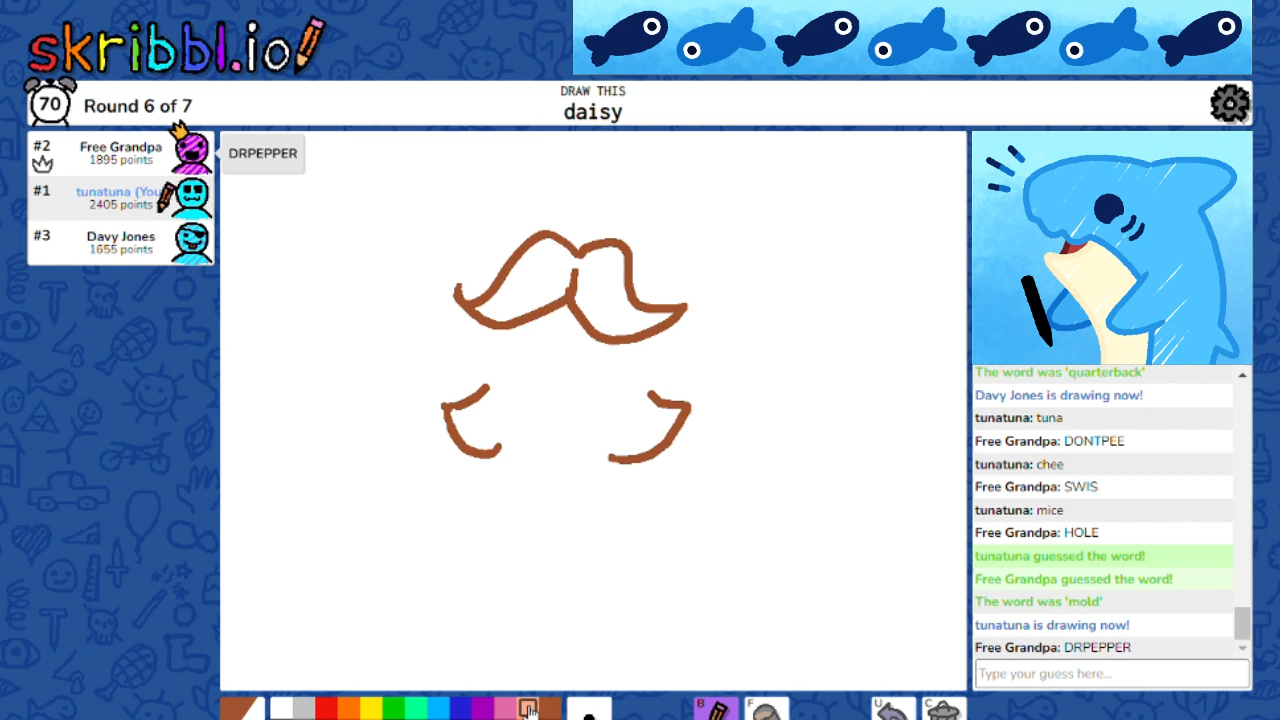 skribbl.io
70
Round 6 of 7
DRAW THIS
daisy
#2
Free Grandpa
1895 points
DRPEPPER
#1
tunatuna (You
2405 points
#3
Davy Jones
1655 points
The word was 'quarterback'
Davy Jones is drawing now!
tunatuna: tuna
Free Grandpa: DONTPEE
tunatuna: chee
Free Grandpa: SWIS
tunatuna: mice
Free Grandpa: HOLE
tunatuna guessed the word!
Free Grandpa guessed the word!
The word was 'mold'
tunatuna is drawing now!
Free Grandpa: DRPEPPER
Type your guess here...
B
F
U
C